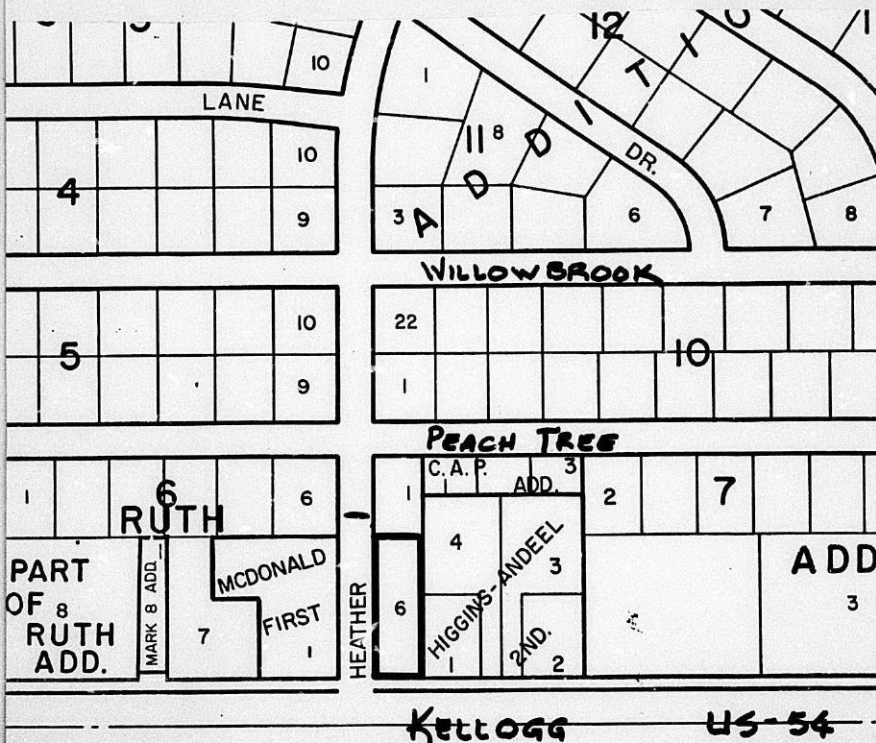 12
10
1
LANE
ADDITIO
11 8
10
DR.
4
9
3
6
7
8
WILLOWBROOK
10
22
5
10
9
1
PEACH TREE
C. A. P. 3
1 ADD.
1
6
6
1
2
7
RUTH
PART
OF 8
RUTH
ADD.
MARK 8 ADD.
7
MCDONALD
FIRST
1
HEATHER
6
4
HIGGINS-ANDEEL
3
2ND.
1
2
ADD
3
KELLOGG US-54